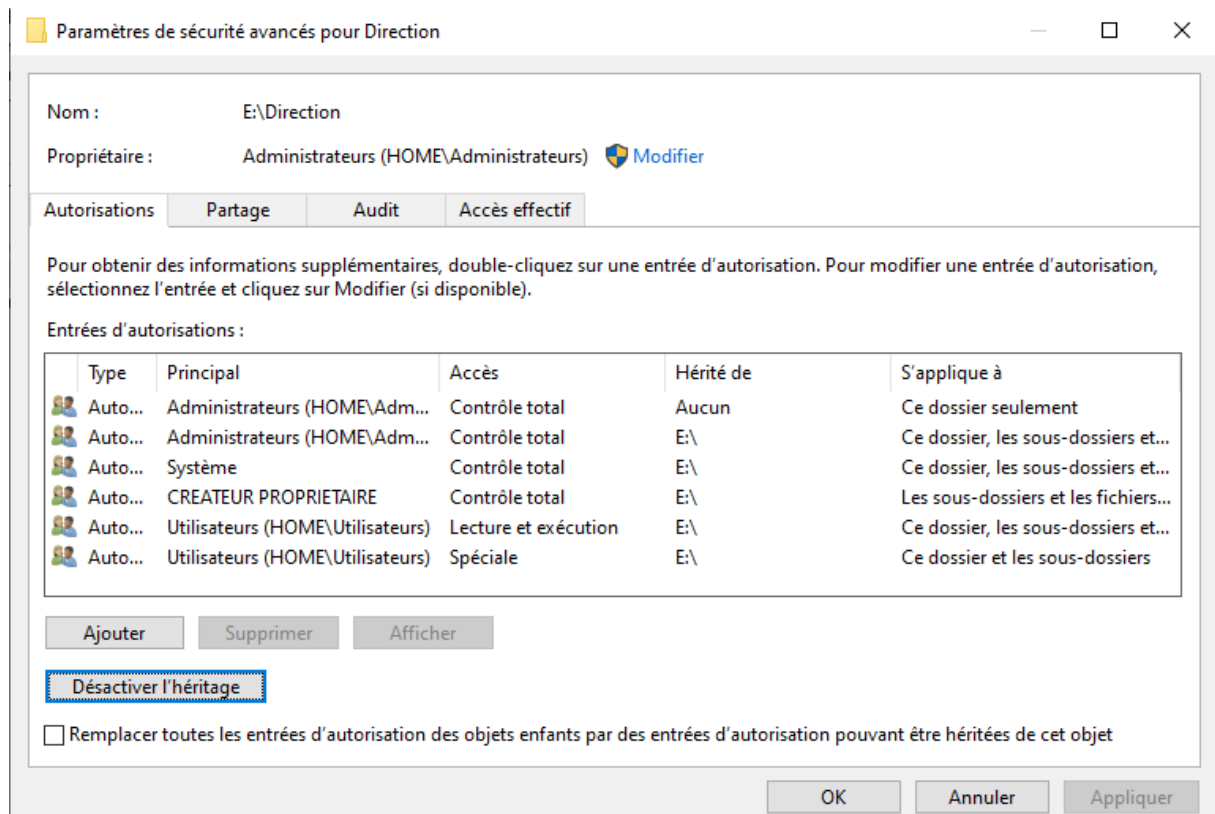 Paramètres de sécurité avancés pour Direction
Nom : E:\Direction
Propriétaire : Administrateurs (HOME\Administrateurs) Modifier
Autorisations Partage Audit Accès effectif
Pour obtenir des informations supplémentaires, double-cliquez sur une entrée d'autorisation. Pour modifier une entrée d'autorisation,
sélectionnez l'entrée et cliquez sur Modifier (si disponible).
Entrées d'autorisations :
Type Principal Accès Hérité de S'applique à
Auto... Administrateurs (HOME\Adm... Contrôle total Aucun Ce dossier seulement
Auto... Administrateurs (HOME\Adm... Contrôle total E:\ Ce dossier, les sous-dossiers et...
Auto... Système Contrôle total E:\ Ce dossier, les sous-dossiers et...
Auto... CREATEUR PROPRIETAIRE Contrôle total E:\ Les sous-dossiers et les fichiers...
Auto... Utilisateurs (HOME\Utilisateurs) Lecture et exécution E:\ Ce dossier, les sous-dossiers et...
Auto... Utilisateurs (HOME\Utilisateurs) Spéciale E:\ Ce dossier et les sous-dossiers
Ajouter Supprimer Afficher
Désactiver l'héritage
Remplacer toutes les entrées d'autorisation des objets enfants par des entrées d'autorisation pouvant être héritées de cet objet
OK Annuler Appliquer